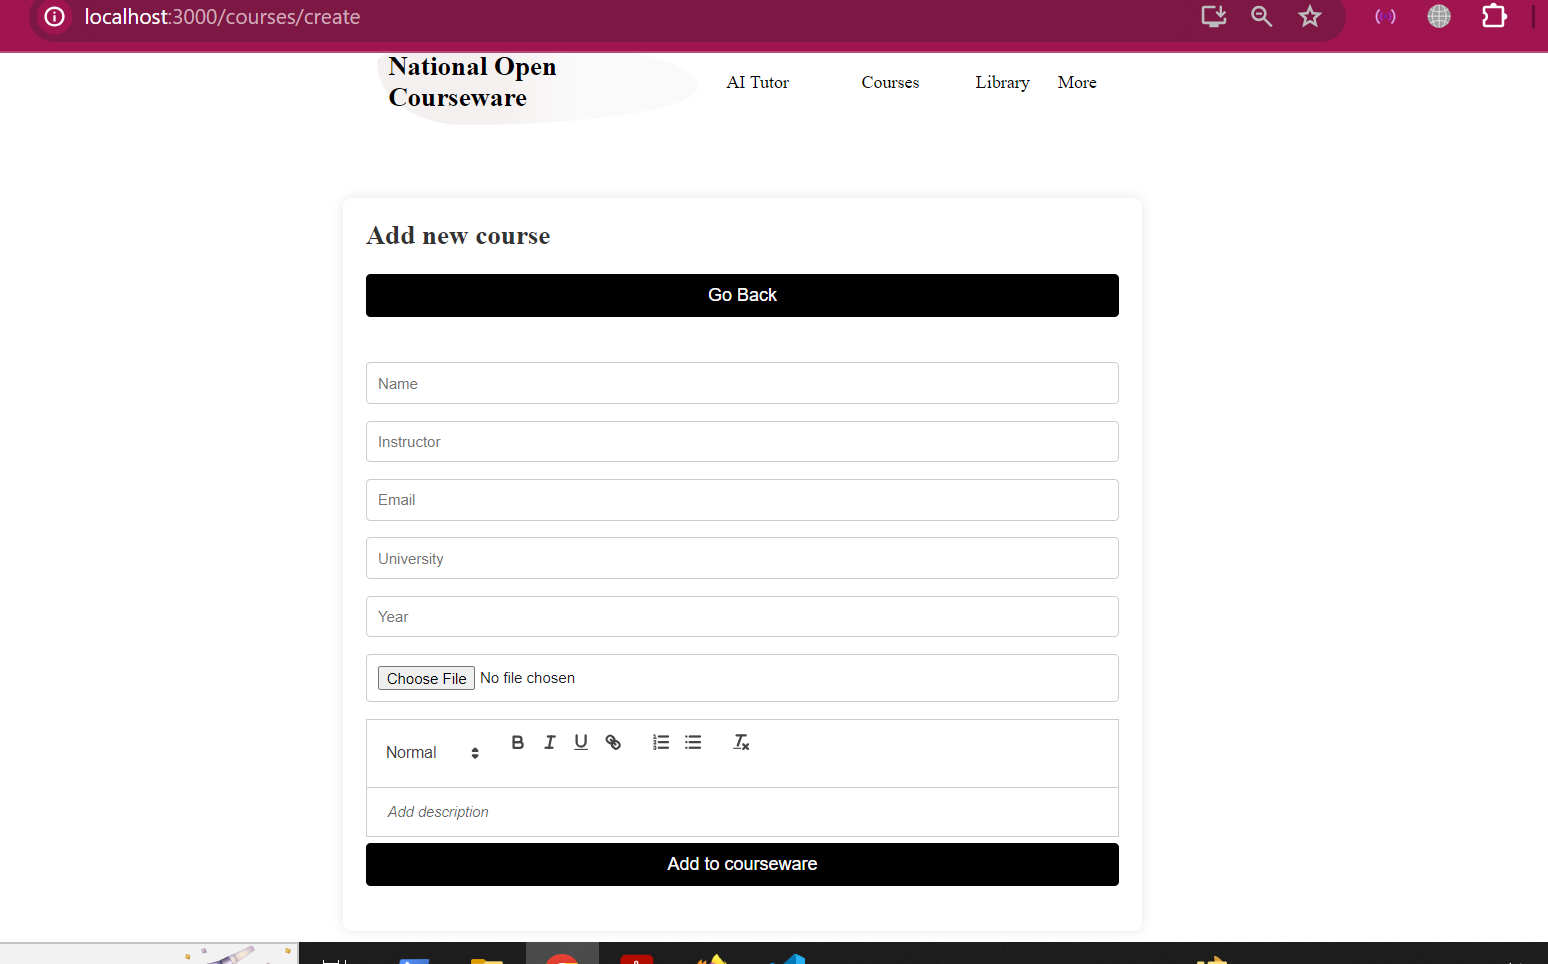 localhost:3000/courses/create
National Open
Courseware
AI Tutor
Courses
Library
More
Add new course
Go Back
Name
Instructor
Email
University
Year
Choose File No file chosen
Normal
Add description
Add to courseware